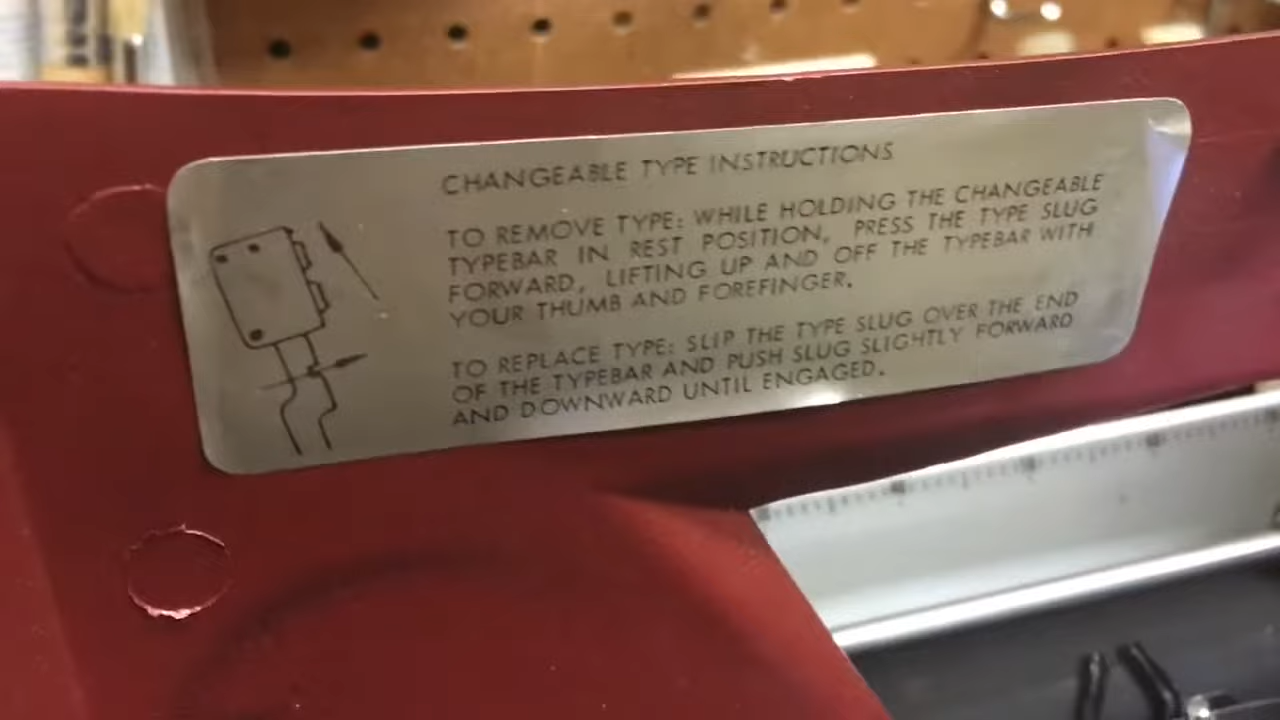 CHANGEABLE TYPE INSTRUCTIONS
TO REMOVE TYPE: WHILE HOLDING THE CHANGEABLE
TYPEBAR IN REST POSITION, PRESS THE TYPE SLUG
FORWARD, LIFTING UP AND OFF THE TYPEBAR WITH
YOUR THUMB AND FOREFINGER.
TO REPLACE TYPE: SLIP THE TYPE SLUG OVER THE END
OF THE TYPEBAR AND PUSH SLUG SLIGHTLY FORWARD
AND DOWNWARD UNTIL ENGAGED.